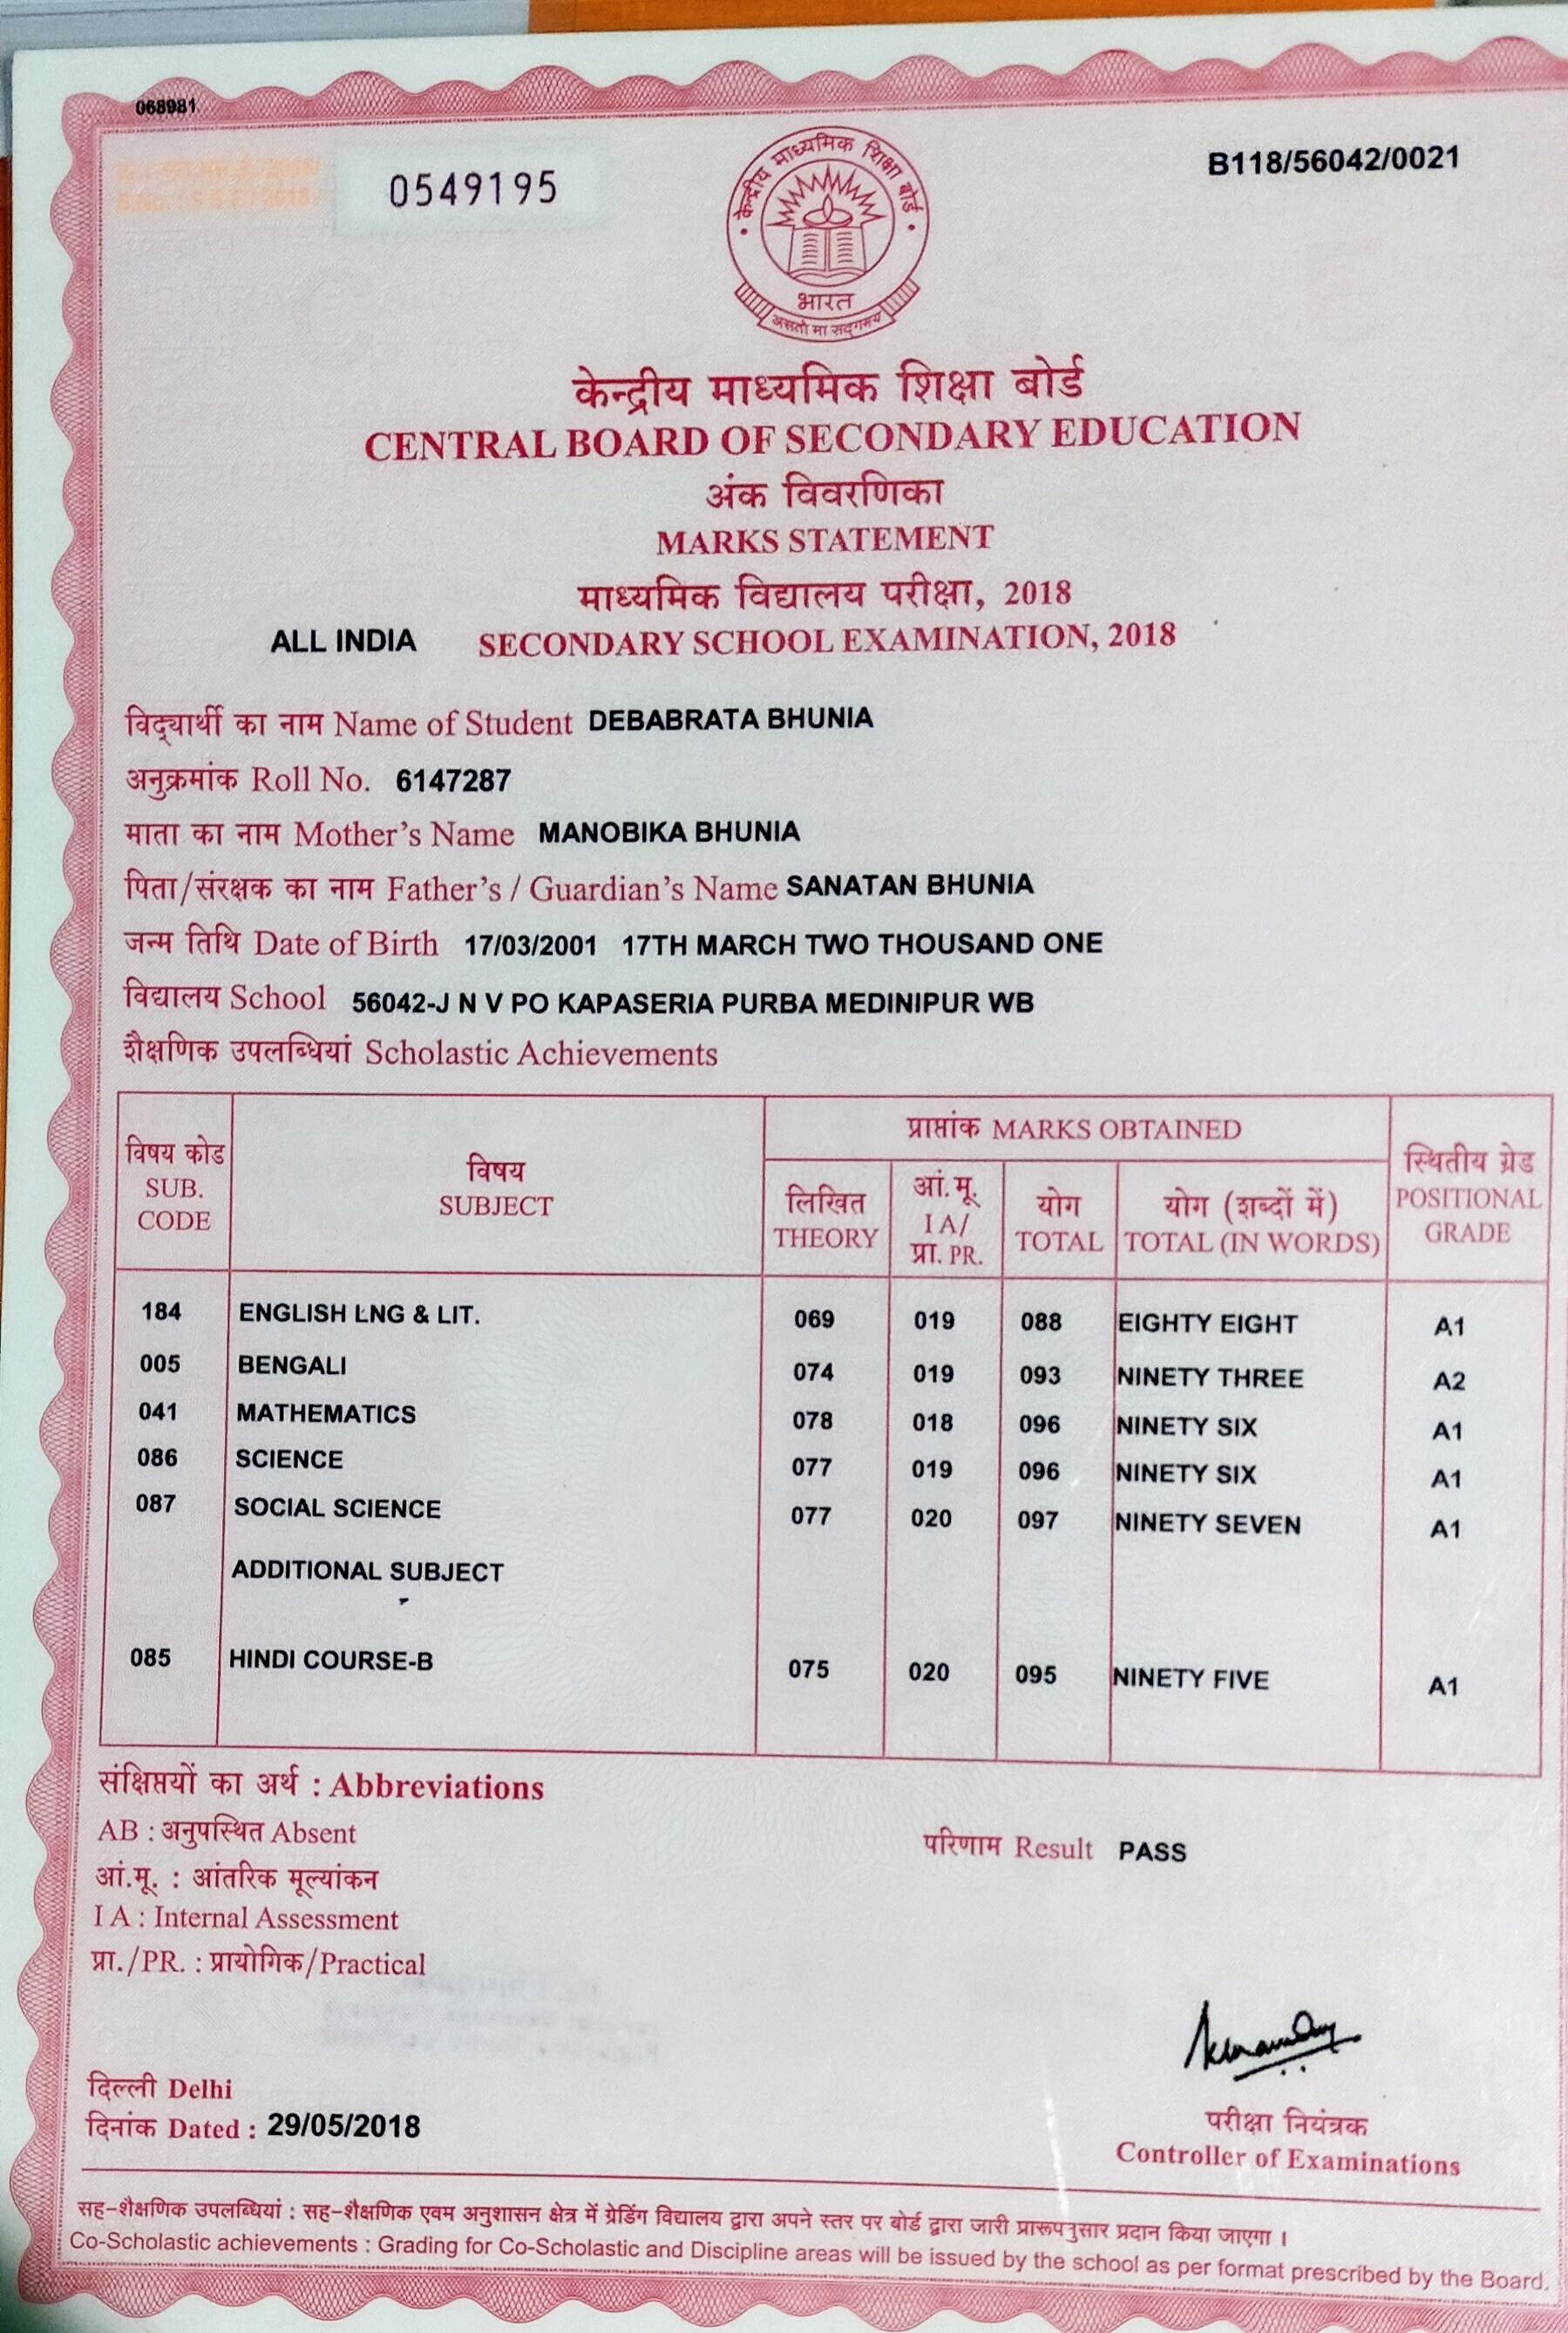 068981
0549195
B118/56042/0021
केन्द्रीय माध्यमिक शिक्षा बोर्ड
भारत
असतो मा सद्गमय
केन्द्रीय माध्यमिक शिक्षा बोर्ड
CENTRAL BOARD OF SECONDARY EDUCATION
अंक विवरणिका
MARKS STATEMENT
माध्यमिक विद्यालय परीक्षा, 2018
ALL INDIA SECONDARY SCHOOL EXAMINATION, 2018
विद्यार्थी का नाम Name of Student DEBABRATA BHUNIA
अनुक्रमांक Roll No. 6147287
माता का नाम Mother's Name MANOBIKA BHUNIA
पिता/संरक्षक का नाम Father's / Guardian's Name SANATAN BHUNIA
जन्म तिथि Date of Birth 17/03/2001 17TH MARCH TWO THOUSAND ONE
विद्यालय School 56042-J N V PO KAPASERIA PURBA MEDINIPUR WB
शैक्षणिक उपलब्धियां Scholastic Achievements
विषय कोड SUB. CODE
विषय SUBJECT
प्राप्तांक MARKS OBTAINED
लिखित THEORY
आं.मू. I A/ प्रा. PR.
योग TOTAL
योग (शब्दों में) TOTAL (IN WORDS)
स्थितीय ग्रेड POSITIONAL GRADE
184 ENGLISH LNG & LIT. 069 019 088 EIGHTY EIGHT A1
005 BENGALI 074 019 093 NINETY THREE A2
041 MATHEMATICS 078 018 096 NINETY SIX A1
086 SCIENCE 077 019 096 NINETY SIX A1
087 SOCIAL SCIENCE 077 020 097 NINETY SEVEN A1
ADDITIONAL SUBJECT
085 HINDI COURSE-B 075 020 095 NINETY FIVE A1
संक्षिप्तयों का अर्थ : Abbreviations
AB : अनुपस्थित Absent
परिणाम Result PASS
आं.मू. : आंतरिक मूल्यांकन
I A : Internal Assessment
प्रा./PR. : प्रायोगिक/Practical
दिल्ली Delhi
दिनांक Dated : 29/05/2018
परीक्षा नियंत्रक
Controller of Examinations
सह-शैक्षणिक उपलब्धियां : सह-शैक्षणिक एवम अनुशासन क्षेत्र में ग्रेडिंग विद्यालय द्वारा अपने स्तर पर बोर्ड द्वारा जारी प्रारूपनुसार प्रदान किया जाएगा ।
Co-Scholastic achievements : Grading for Co-Scholastic and Discipline areas will be issued by the school as per format prescribed by the Board.